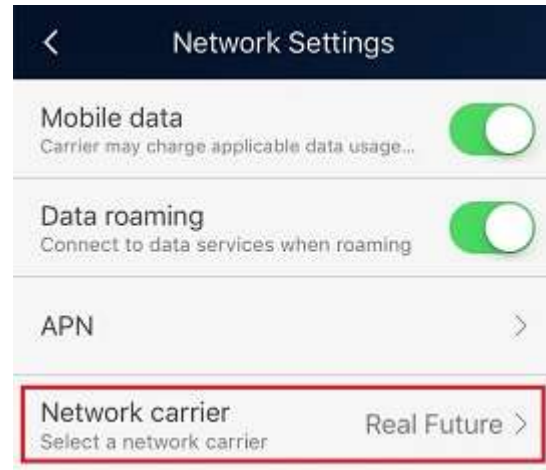 Network Settings
Mobile data
Carrier may charge applicable data usage...
Data roaming
Connect to data services when roaming
APN
Network carrier
Real Future
Select a network carrier